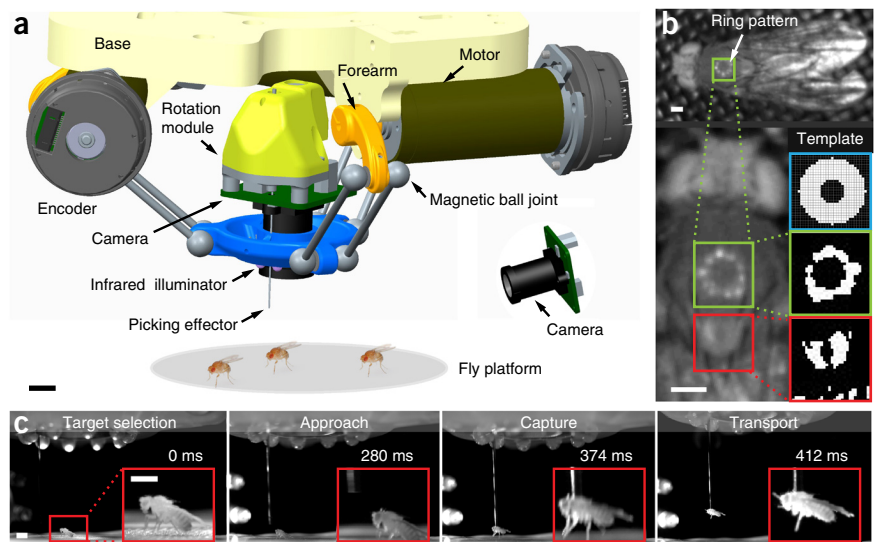 a
Base
Motor
Forearm
Rotation
module
Encoder
Magnetic ball joint
Camera
Infrared illuminator
Picking effector
Camera
Fly platform
b
Ring pattern
Template
c
Target selection
0 ms
Approach
280 ms
Capture
374 ms
Transport
412 ms